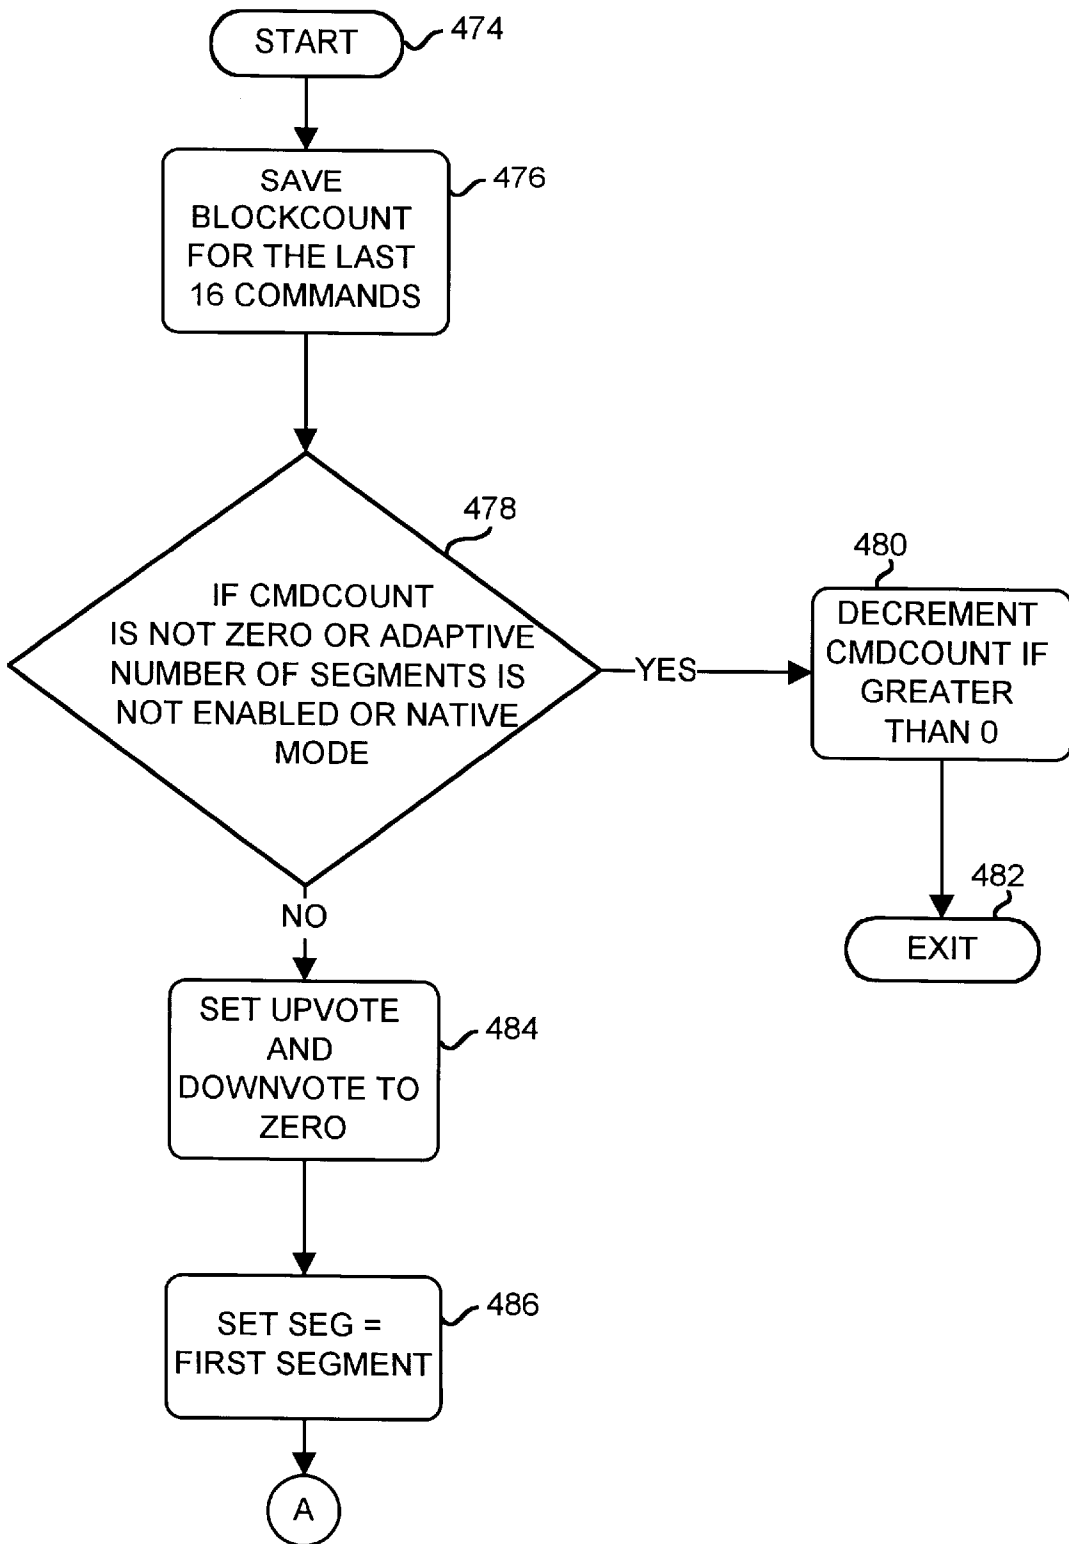 START
474
SAVE
BLOCKCOUNT
FOR THE LAST
16 COMMANDS
476
478
IF CMDCOUNT
IS NOT ZERO OR ADAPTIVE
NUMBER OF SEGMENTS IS
NOT ENABLED OR NATIVE
MODE
YES
480
DECREMENT
CMDCOUNT IF
GREATER
THAN 0
482
EXIT
NO
SET UPVOTE
AND
DOWNVOTE TO
ZERO
484
SET SEG =
FIRST SEGMENT
486
A